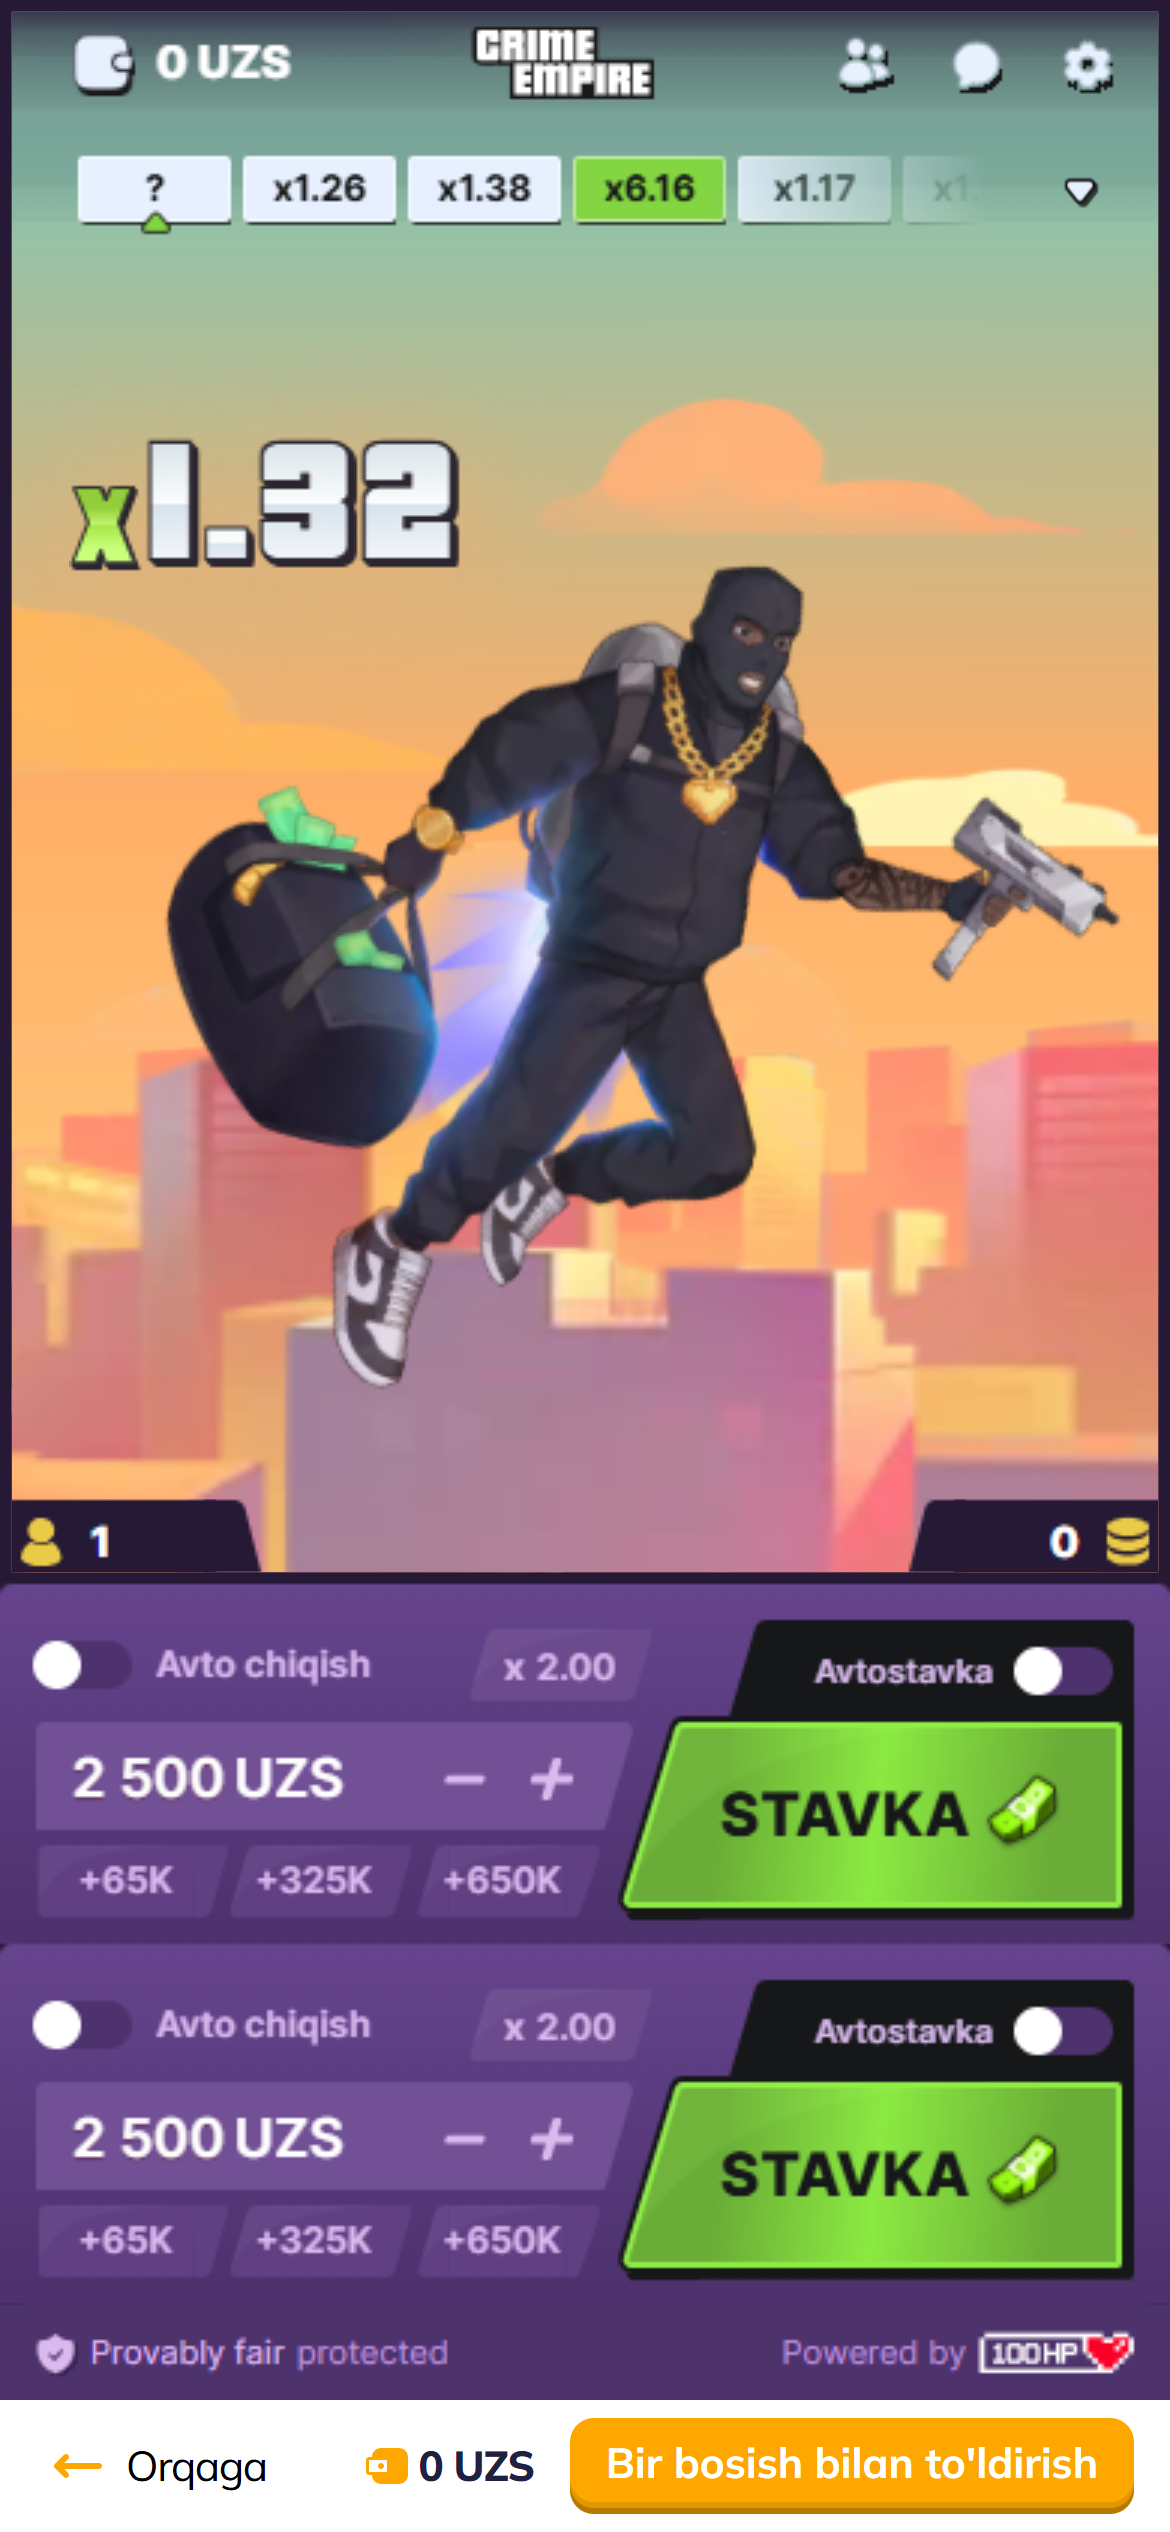 0 UZS
CRIME
EMPIRE
? x1.26 x1.38 x6.16 x1.17 x1.
x1.32
1
0
Avto chiqish x 2.00 Avtostavka
2 500 UZS − + STAVKA
+65K +325K +650K
Avto chiqish x 2.00 Avtostavka
2 500 UZS − + STAVKA
+65K +325K +650K
Provably fair protected Powered by 100HP
← Orqaga 0 UZS Bir bosish bilan to'ldirish